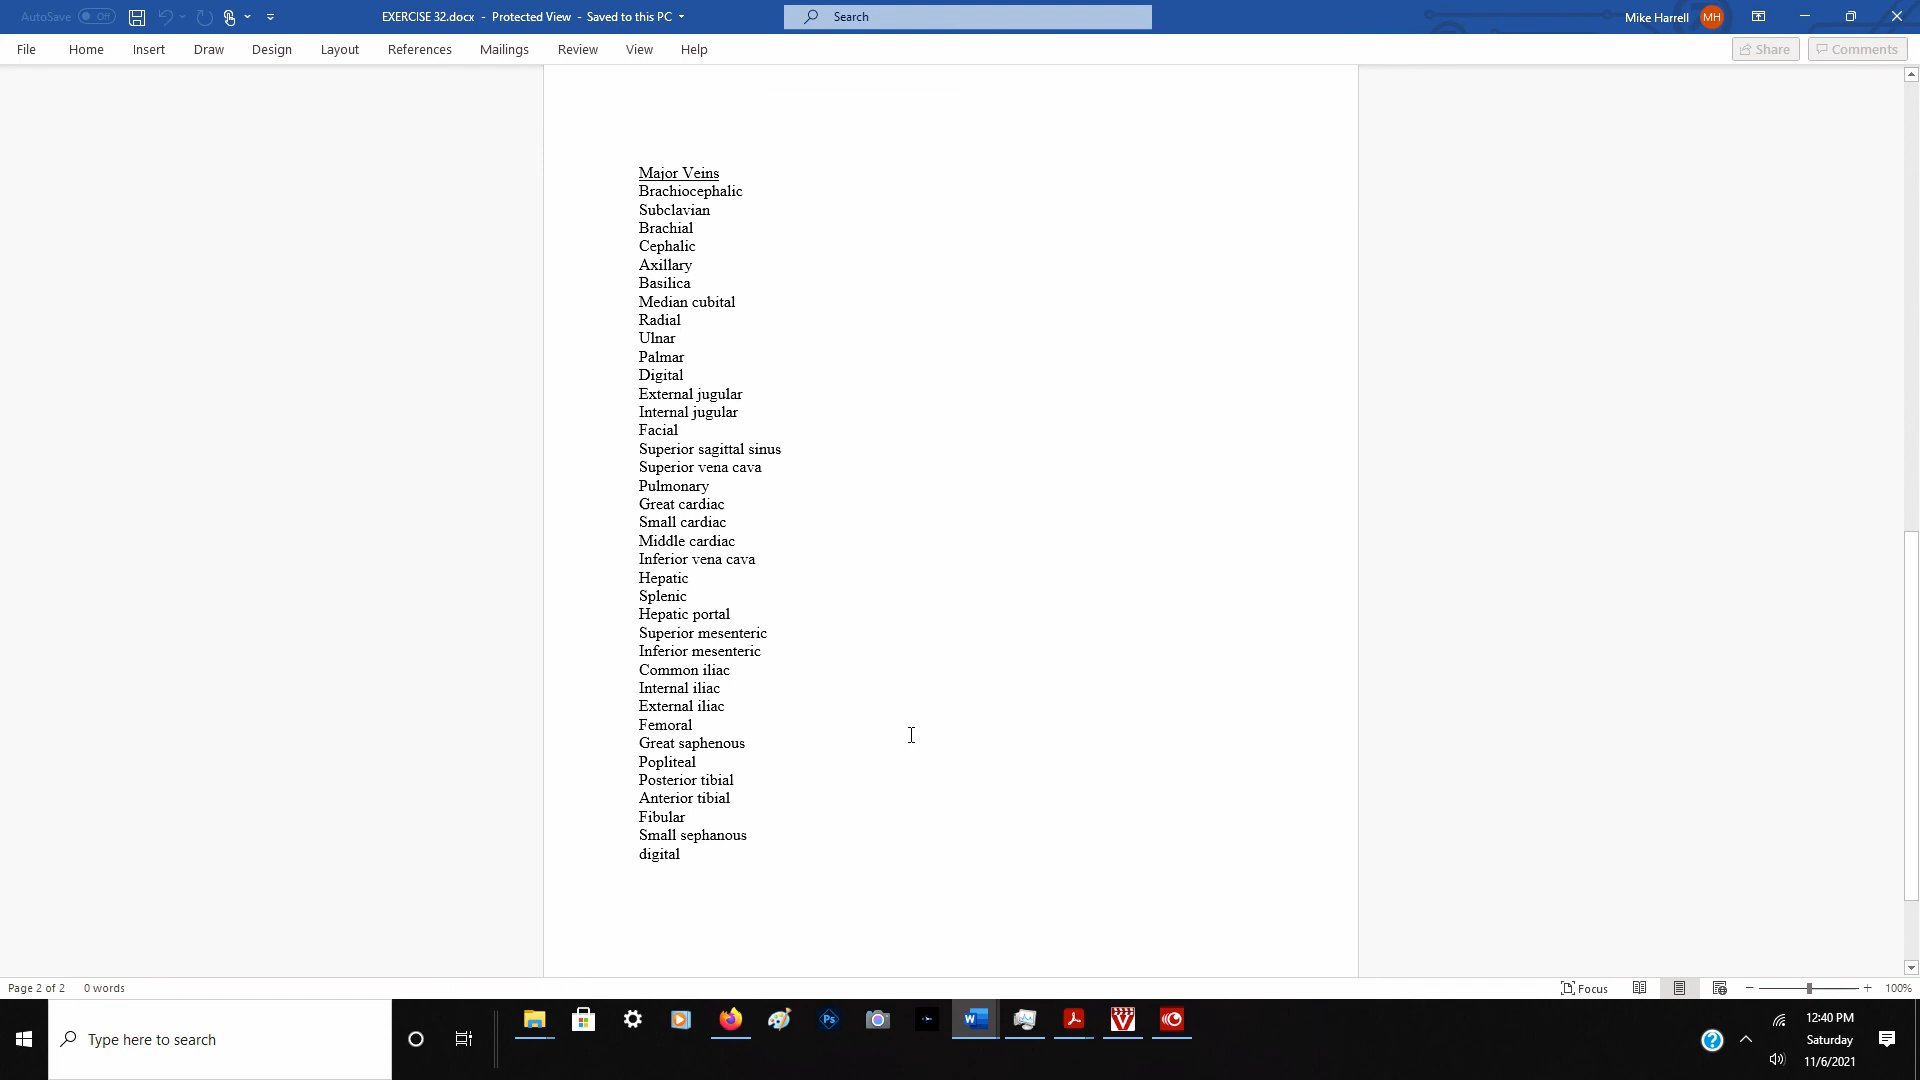 AutoSave Off EXERCISE 32.docx - Protected View - Saved to this PC Search Mike Harrell MH
File Home Insert Draw Design Layout References Mailings Review View Help Share Comments
Major Veins
Brachiocephalic
Subclavian
Brachial
Cephalic
Axillary
Basilica
Median cubital
Radial
Ulnar
Palmar
Digital
External jugular
Internal jugular
Facial
Superior sagittal sinus
Superior vena cava
Pulmonary
Great cardiac
Small cardiac
Middle cardiac
Inferior vena cava
Hepatic
Splenic
Hepatic portal
Superior mesenteric
Inferior mesenteric
Common iliac
Internal iliac
External iliac
Femoral
Great saphenous
Popliteal
Posterior tibial
Anterior tibial
Fibular
Small sephanous
digital
Page 2 of 2 0 words Focus 100%
Type here to search Ps 12:40 PM
Saturday
11/6/2021